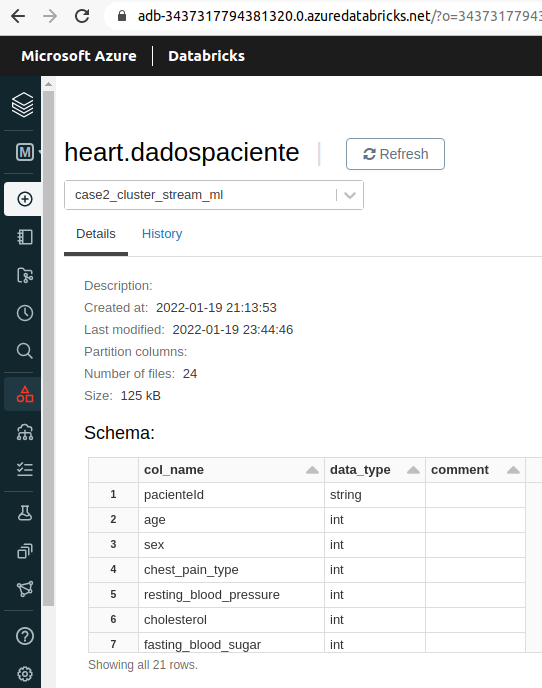 adb-3437317794381320.0.azuredatabricks.net/?o=3437317794
Microsoft Azure Databricks
M
heart.dadospaciente Refresh
case2_cluster_stream_ml
Details History
Description:
Created at: 2022-01-19 21:13:53
Last modified: 2022-01-19 23:44:46
Partition columns:
Number of files: 24
Size: 125 kB
Schema:
col_name data_type comment
1 pacienteId string
2 age int
3 sex int
4 chest_pain_type int
5 resting_blood_pressure int
6 cholesterol int
7 fasting_blood_sugar int
Showing all 21 rows.